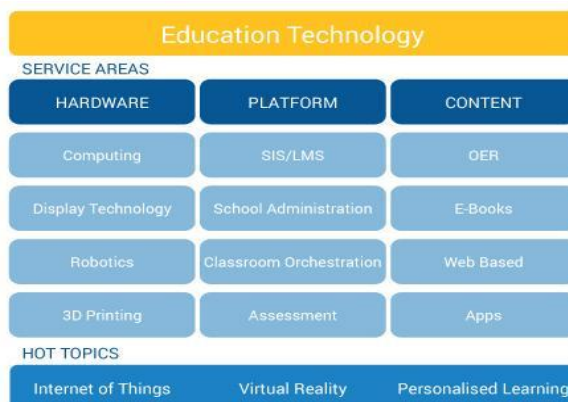 Education Technology
SERVICE AREAS
HARDWARE PLATFORM CONTENT
Computing SIS/LMS OER
Display Technology School Administration E-Books
Robotics Classroom Orchestration Web Based
3D Printing Assessment Apps
HOT TOPICS
Internet of Things Virtual Reality Personalised Learning